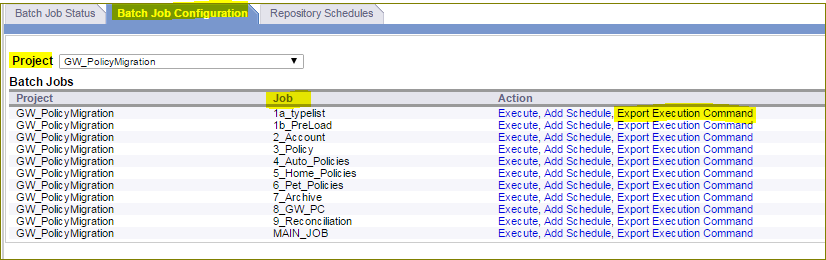 Batch Job Status Batch Job Configuration Repository Schedules
Project GW_PolicyMigration
Batch Jobs
Project Job Action
GW_PolicyMigration 1a_typelist Execute, Add Schedule, Export Execution Command
GW_PolicyMigration 1b_PreLoad Execute, Add Schedule, Export Execution Command
GW_PolicyMigration 2_Account Execute, Add Schedule, Export Execution Command
GW_PolicyMigration 3_Policy Execute, Add Schedule, Export Execution Command
GW_PolicyMigration 4_Auto_Policies Execute, Add Schedule, Export Execution Command
GW_PolicyMigration 5_Home_Policies Execute, Add Schedule, Export Execution Command
GW_PolicyMigration 6_Pet_Policies Execute, Add Schedule, Export Execution Command
GW_PolicyMigration 7_Archive Execute, Add Schedule, Export Execution Command
GW_PolicyMigration 8_GW_PC Execute, Add Schedule, Export Execution Command
GW_PolicyMigration 9_Reconciliation Execute, Add Schedule, Export Execution Command
GW_PolicyMigration MAIN_JOB Execute, Add Schedule, Export Execution Command